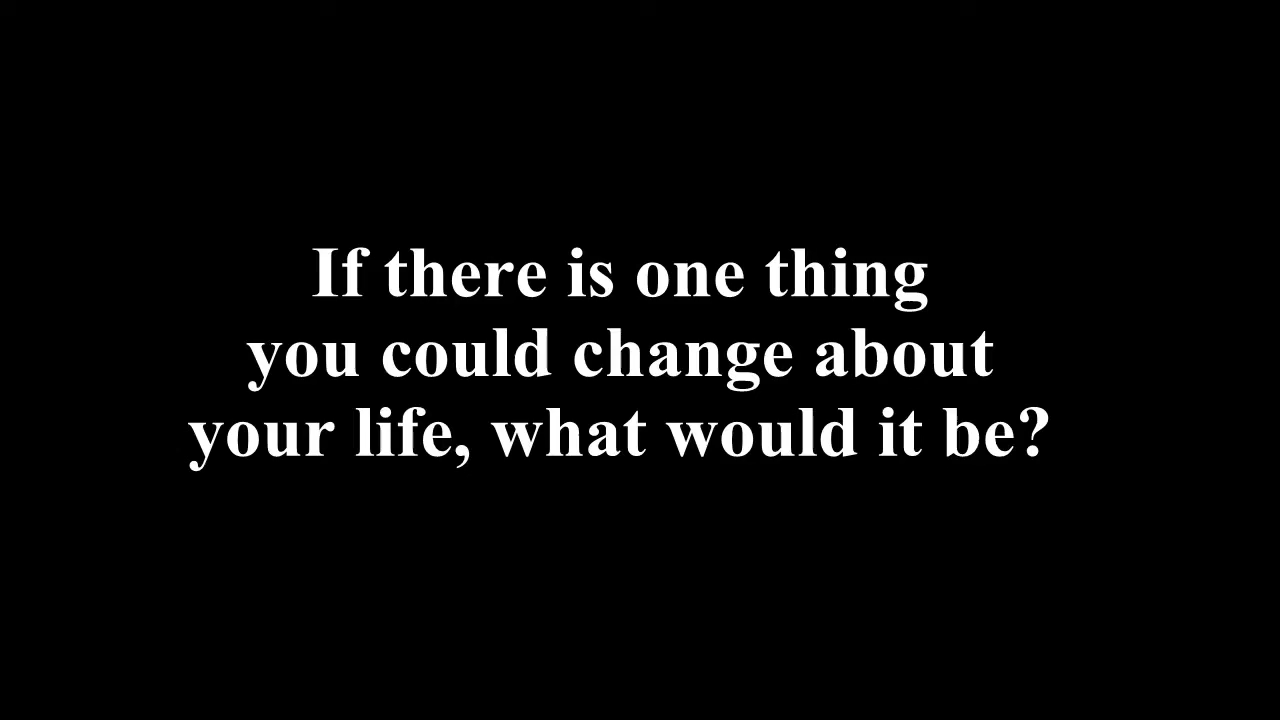 If there is one thing
you could change about
your life, what would it be?